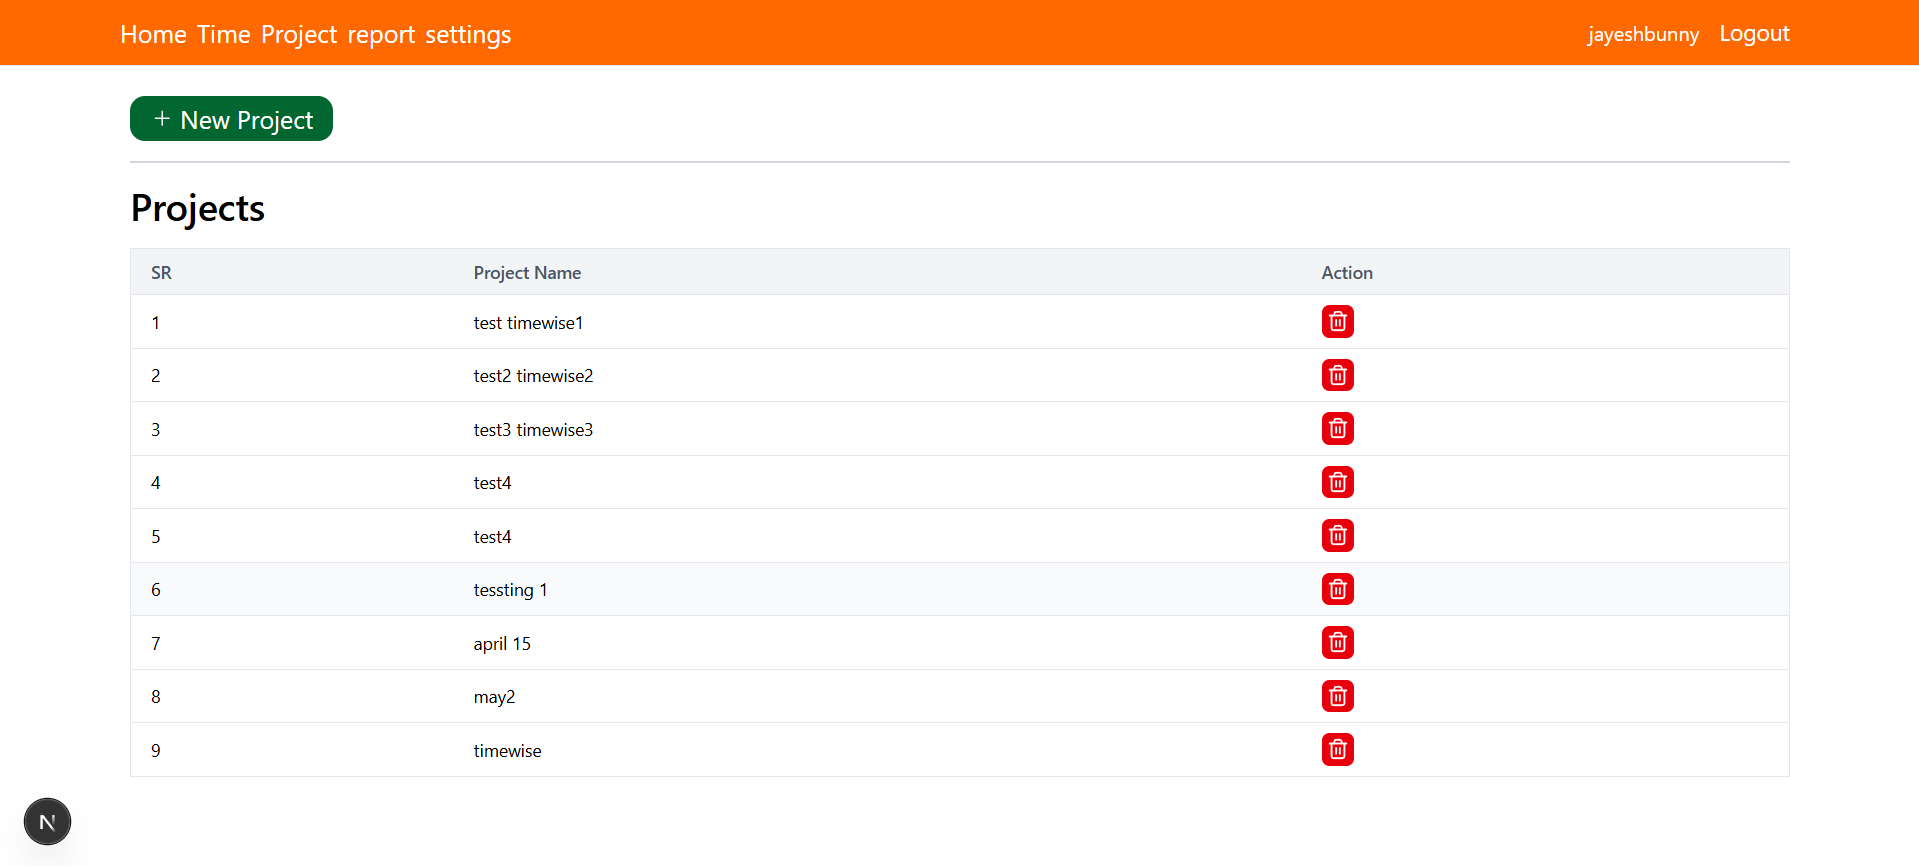 Home Time Project report settings jayeshbunny Logout
+ New Project
Projects
SR Project Name Action
1 test timewise1
2 test2 timewise2
3 test3 timewise3
4 test4
5 test4
6 tessting 1
7 april 15
8 may2
9 timewise
N